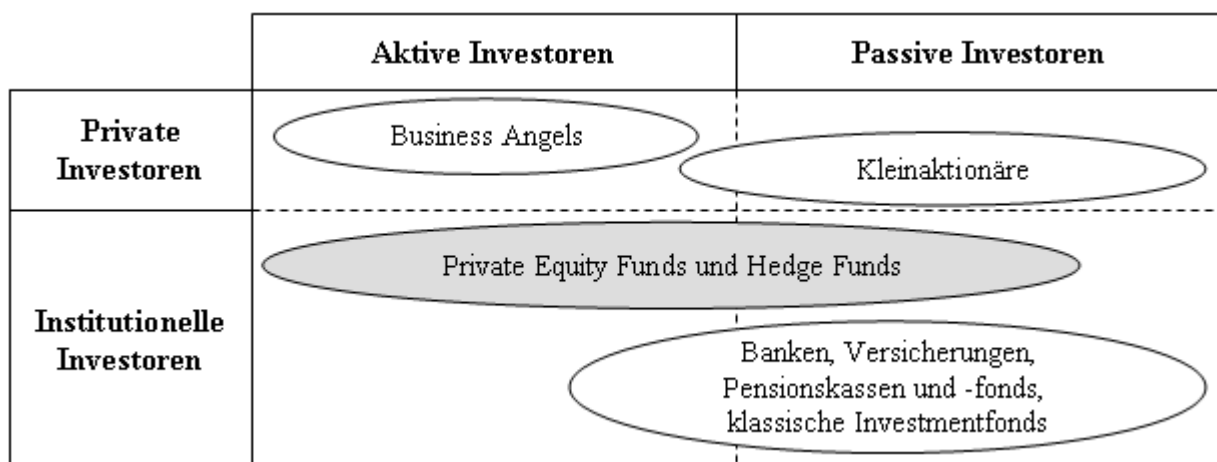 Aktive Investoren
Passive Investoren
Private
Investoren
Business Angels
Kleinaktionäre
Institutionelle
Investoren
Private Equity Funds und Hedge Funds
Banken, Versicherungen,
Pensionskassen und -fonds,
klassische Investmentfonds